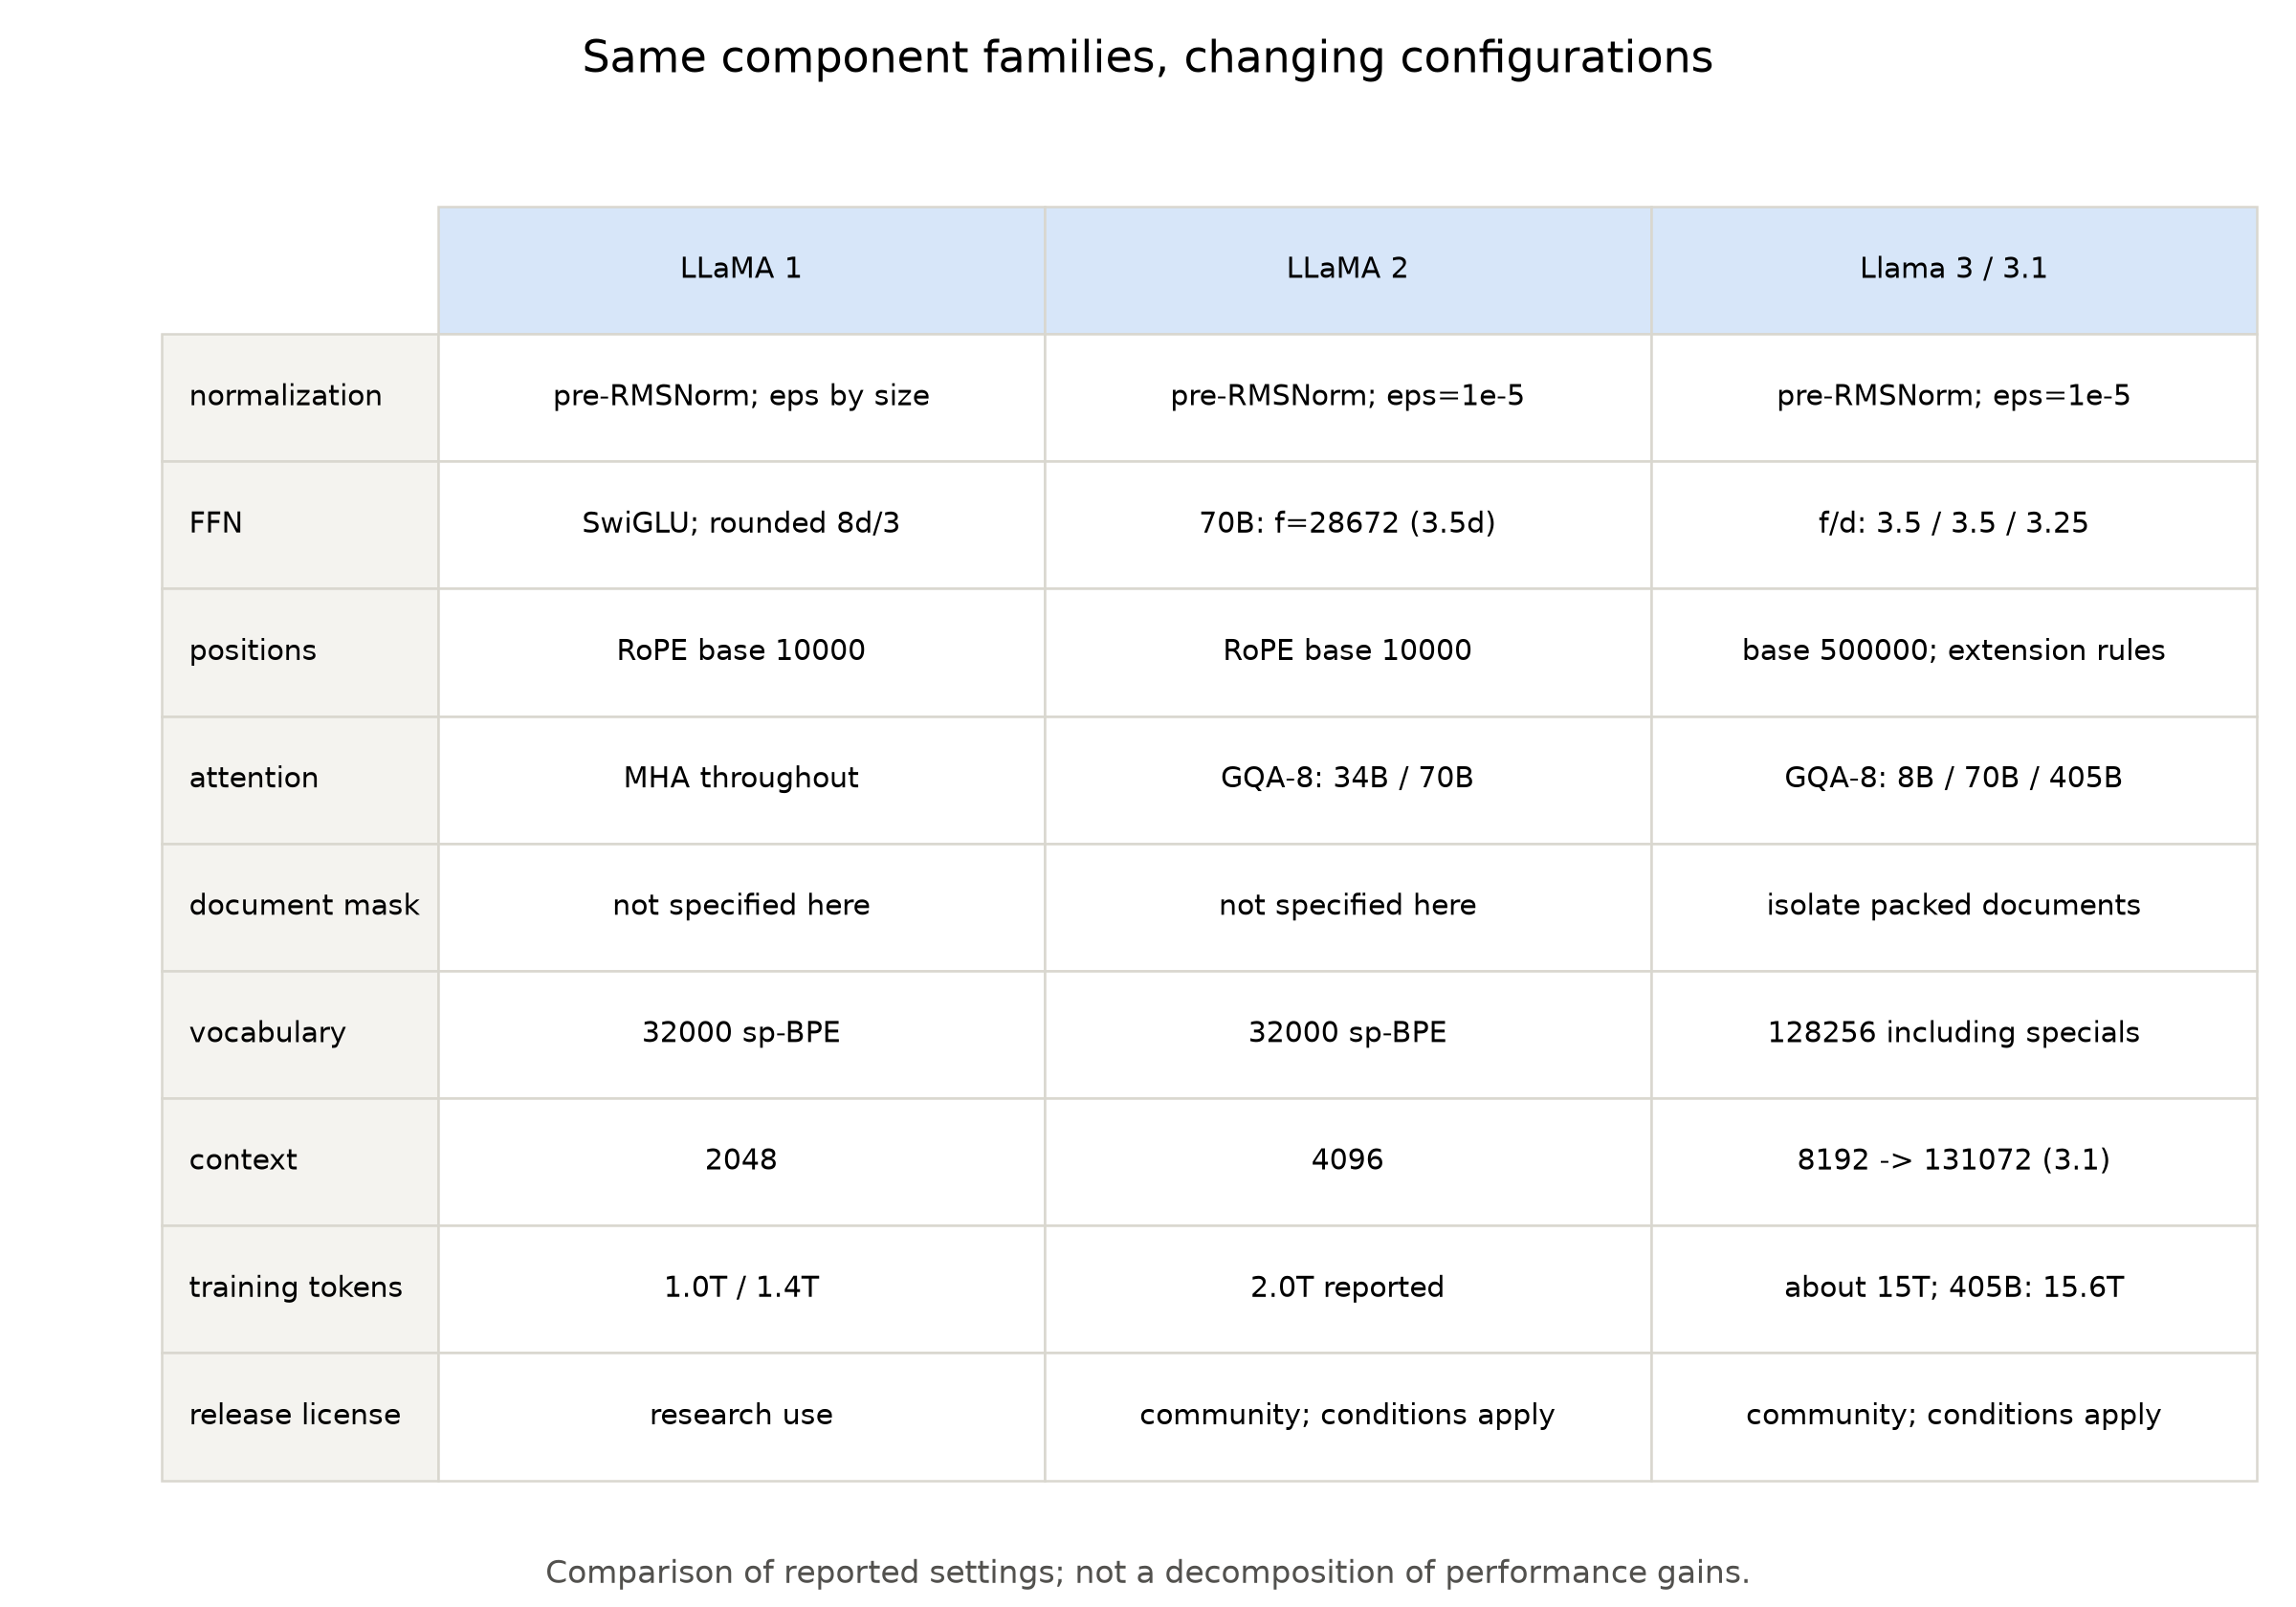 Same component families, changing configurations
LLaMA 1 LLaMA 2 Llama 3 / 3.1
normalization pre-RMSNorm; eps by size pre-RMSNorm; eps=1e-5 pre-RMSNorm; eps=1e-5
FFN SwiGLU; rounded 8d/3 70B: f=28672 (3.5d) f/d: 3.5 / 3.5 / 3.25
positions RoPE base 10000 RoPE base 10000 base 500000; extension rules
attention MHA throughout GQA-8: 34B / 70B GQA-8: 8B / 70B / 405B
document mask not specified here not specified here isolate packed documents
vocabulary 32000 sp-BPE 32000 sp-BPE 128256 including specials
context 2048 4096 8192 -> 131072 (3.1)
training tokens 1.0T / 1.4T 2.0T reported about 15T; 405B: 15.6T
release license research use community; conditions apply community; conditions apply
Comparison of reported settings; not a decomposition of performance gains.